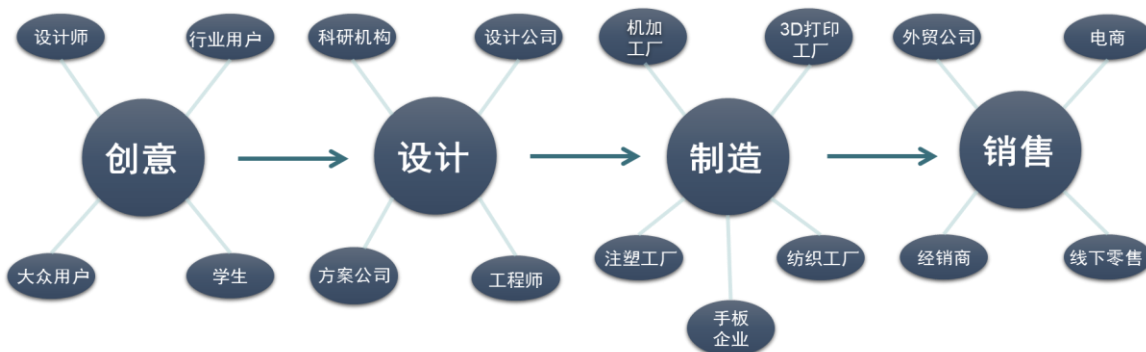 设计师
行业用户
创意
大众用户
学生
科研机构
设计公司
设计
方案公司
工程师
机加
工厂
3D打印
工厂
制造
注塑工厂
纺织工厂
手板
企业
外贸公司
电商
销售
经销商
线下零售